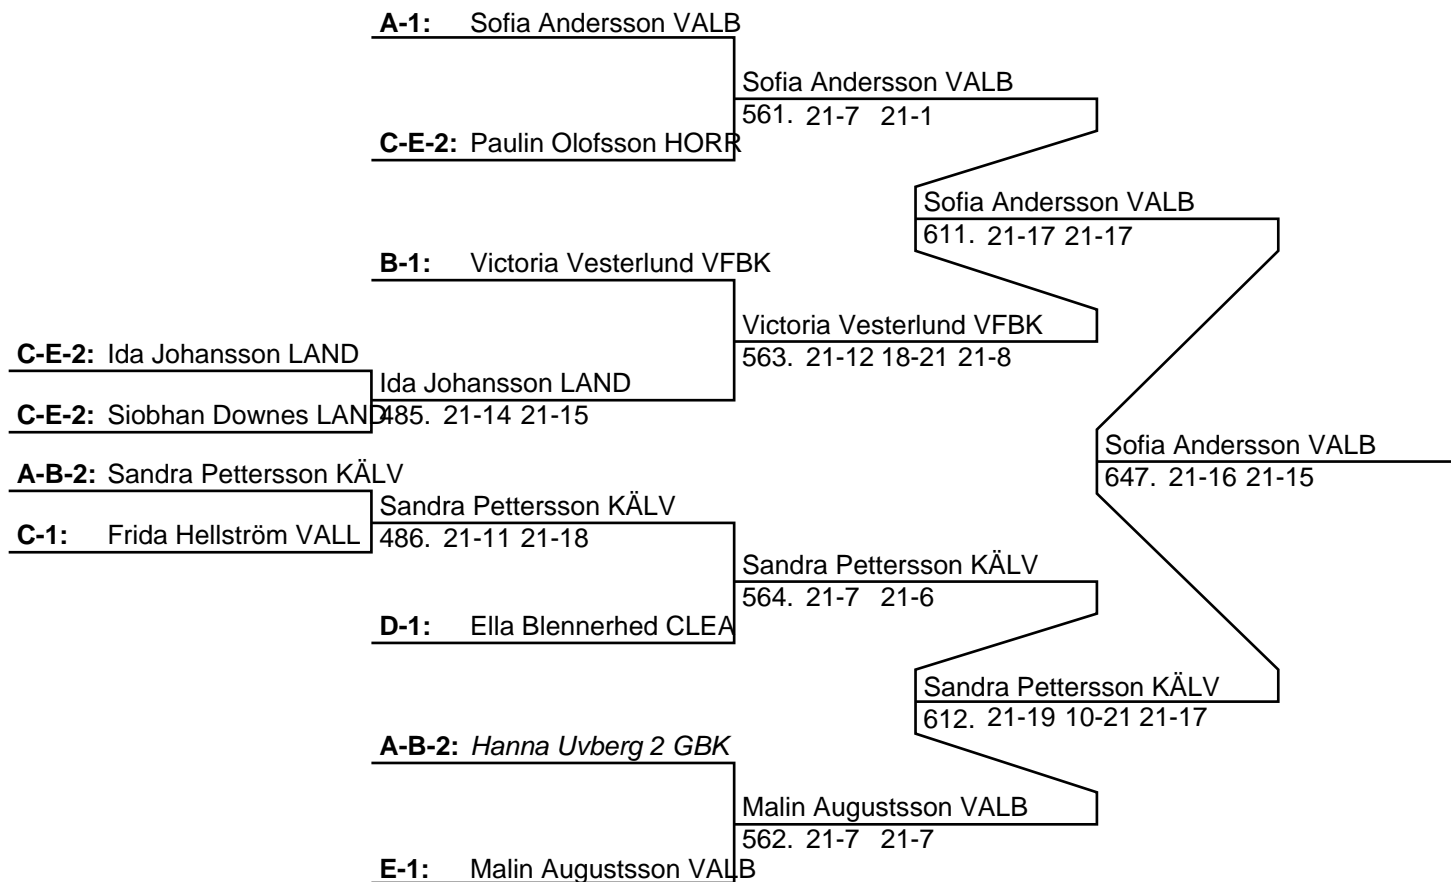 A-1: Sofia Andersson VALB
Sofia Andersson VALB
561. 21-7 21-1
C-E-2: Paulin Olofsson HORR
Sofia Andersson VALB
611. 21-17 21-17
B-1: Victoria Vesterlund VFBK
Victoria Vesterlund VFBK
563. 21-12 18-21 21-8
C-E-2: Ida Johansson LAND
Ida Johansson LAND
485. 21-14 21-15
C-E-2: Siobhan Downes LAND
Sofia Andersson VALB
647. 21-16 21-15
A-B-2: Sandra Pettersson KÄLV
Sandra Pettersson KÄLV
486. 21-11 21-18
C-1: Frida Hellström VALL
Sandra Pettersson KÄLV
564. 21-7 21-6
D-1: Ella Blennerhed CLEA
Sandra Pettersson KÄLV
612. 21-19 10-21 21-17
A-B-2: Hanna Uvberg 2 GBK
Malin Augustsson VALB
562. 21-7 21-7
E-1: Malin Augustsson VALB